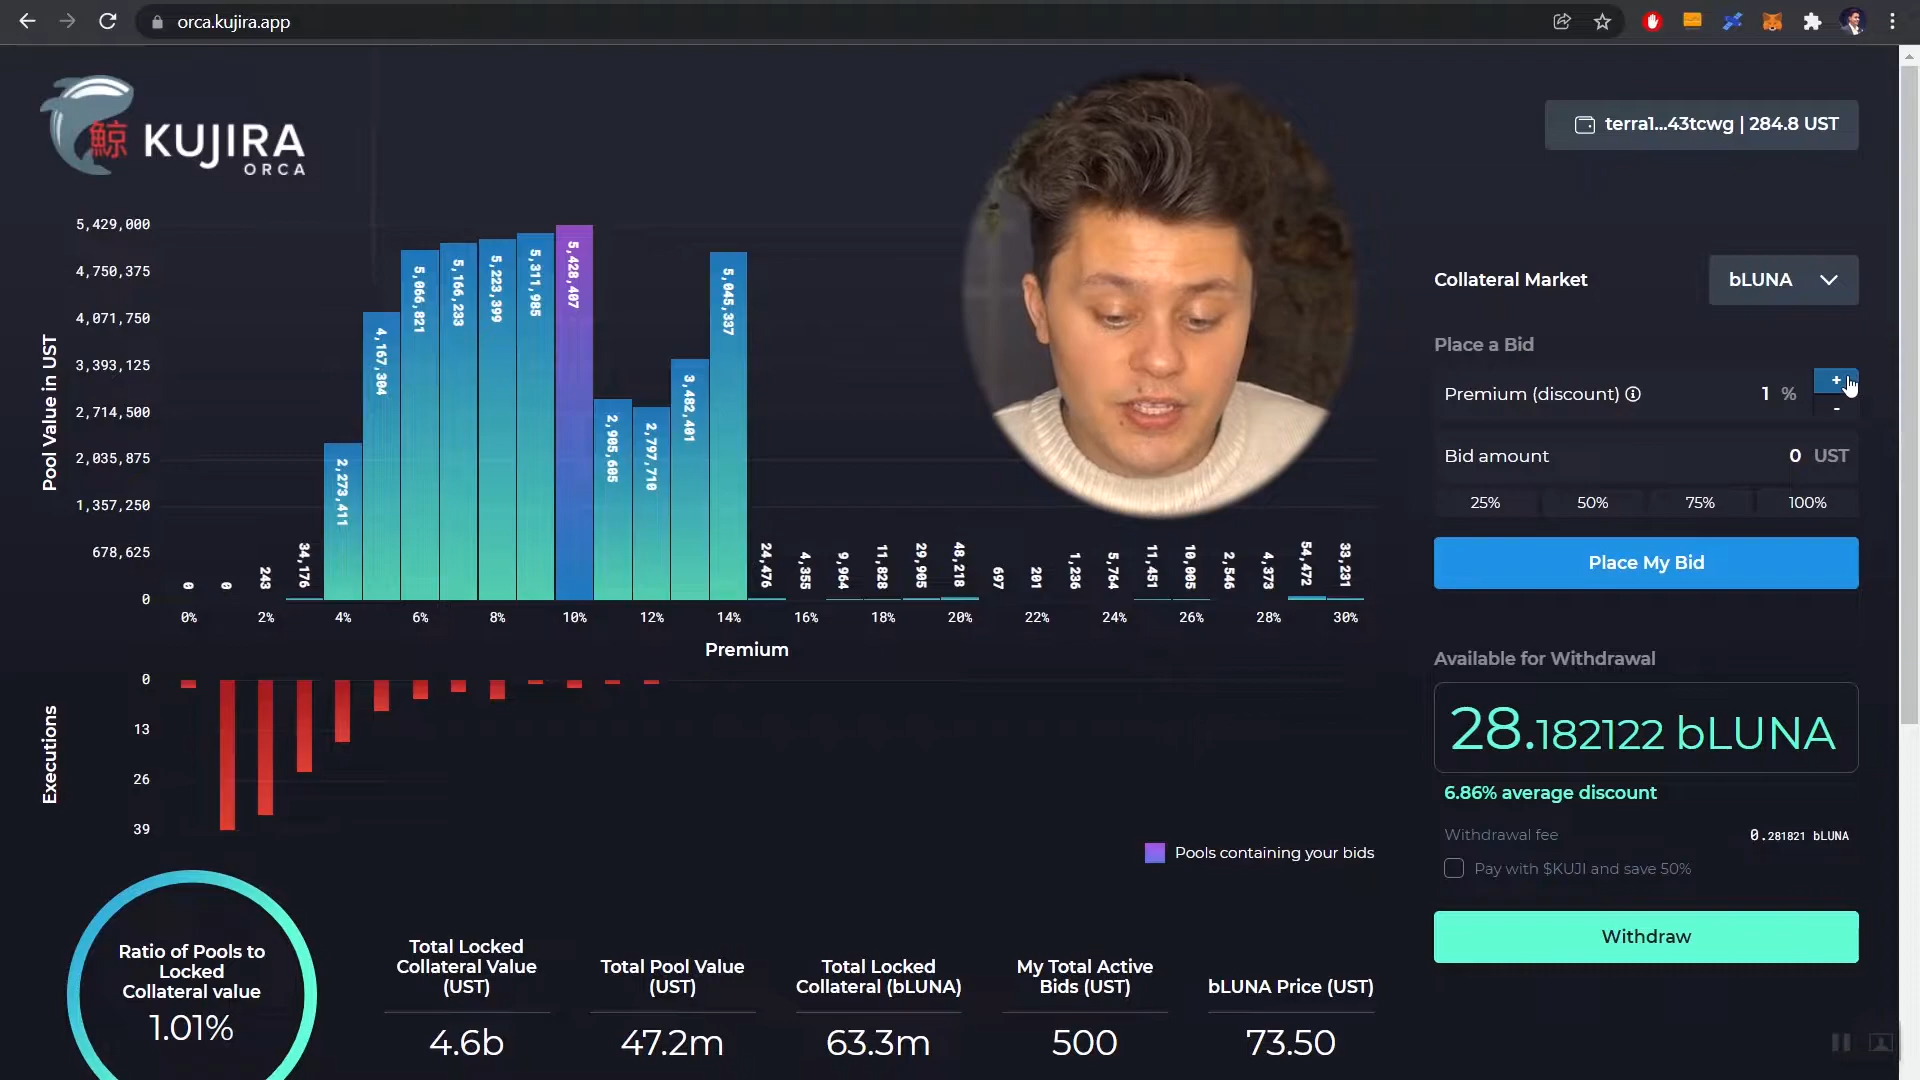 orca.kujira.app
鯨 KUJIRA
ORCA
terra1...43tcwg | 284.8 UST
Pool Value in UST
5,429,000
4,750,375
4,071,750
3,393,125
2,714,500
2,035,875
1,357,250
678,625
0
0
0
243
34,176
2,273,411
4,167,304
5,066,821
5,166,233
5,223,399
5,311,985
5,428,407
2,905,605
2,797,710
3,482,401
5,045,337
24,476
4,355
9,964
11,828
29,905
48,218
697
201
1,236
5,764
11,451
10,005
2,546
4,373
54,472
33,231
0% 2% 4% 6% 8% 10% 12% 14% 16% 18% 20% 22% 24% 26% 28% 30%
Premium
Executions
0
13
26
39
Pools containing your bids
Collateral Market bLUNA
Place a Bid
Premium (discount) 1 % +
-
Bid amount 0 UST
25% 50% 75% 100%
Place My Bid
Available for Withdrawal
28.182122 bLUNA
6.86% average discount
Withdrawal fee 0.281821 bLUNA
Pay with $KUJI and save 50%
Withdraw
Ratio of Pools to
Locked
Collateral value
1.01%
Total Locked
Collateral Value
(UST)
4.6b
Total Pool Value
(UST)
47.2m
Total Locked
Collateral (bLUNA)
63.3m
My Total Active
Bids (UST)
500
bLUNA Price (UST)
73.50